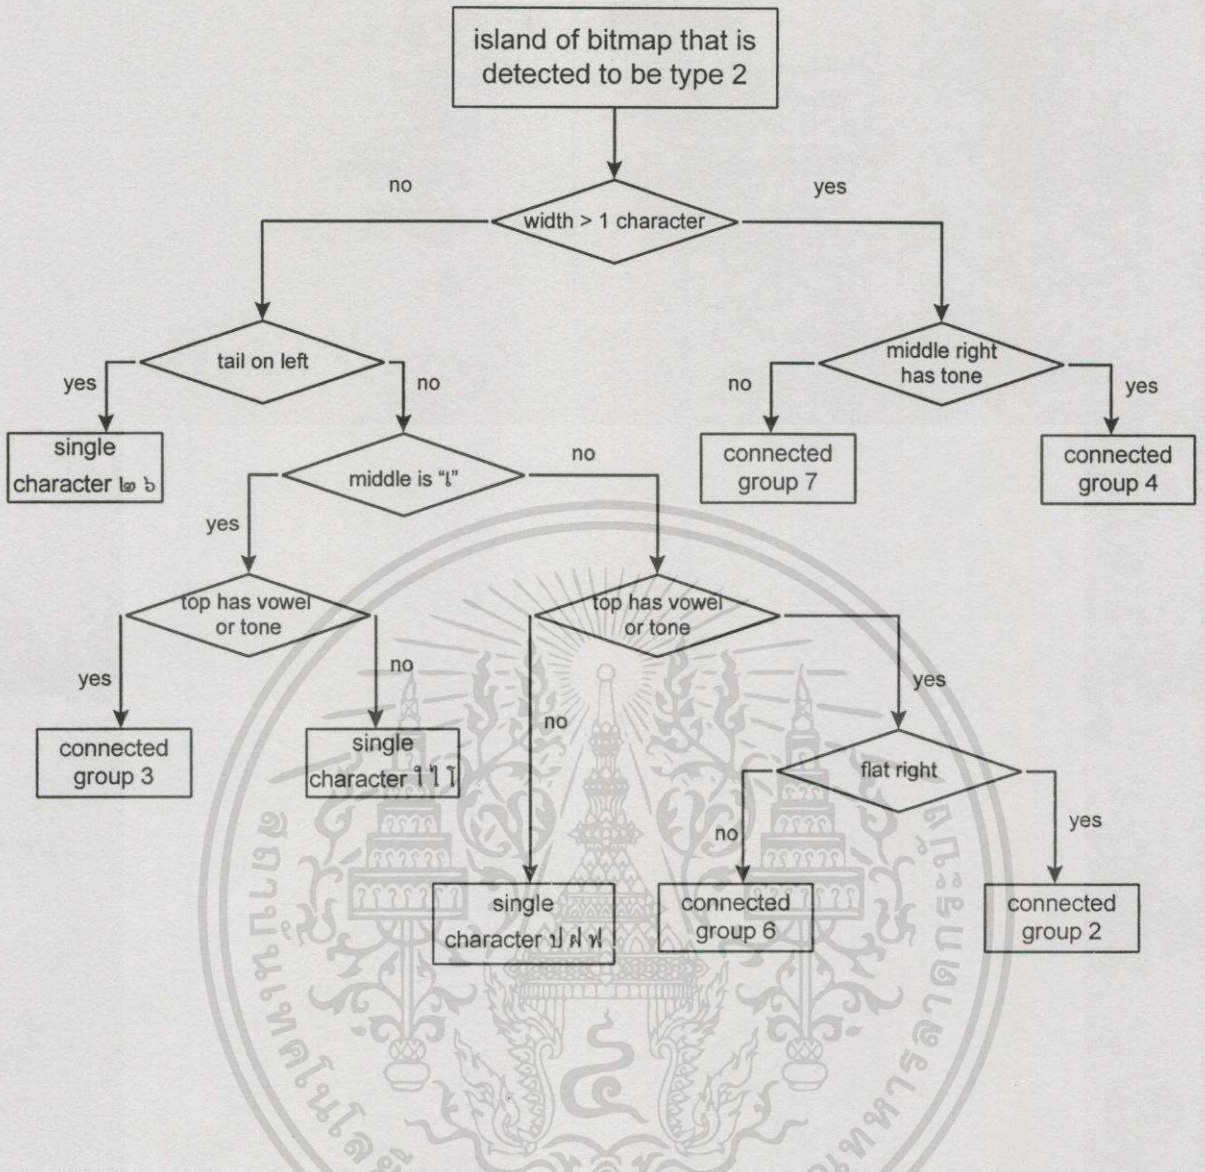 island of bitmap that is
detected to be type 2
no
yes
width > 1 character
tail on left
middle right
has tone
yes
no
no
yes
single
character ๒ ๖
middle is "เ"
no
connected
group 7
connected
group 4
yes
top has vowel
or tone
top has vowel
or tone
yes
no
no
yes
connected
group 3
single
character ใ ไ โ
flat right
no
yes
single
character ป ฝ ฟ
connected
group 6
connected
group 2